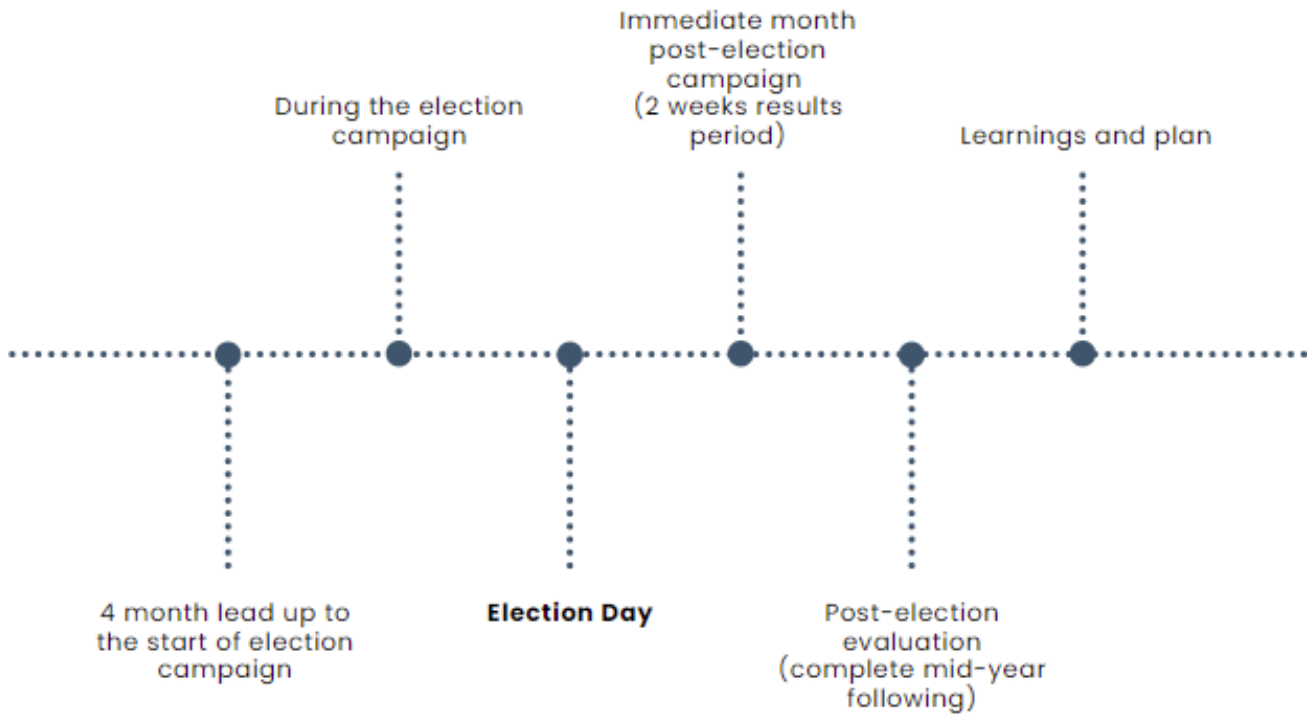 Immediate month
post-election
campaign
(2 weeks results
period)
During the election
campaign
Learnings and plan
4 month lead up to
the start of election
campaign
Election Day
Post-election
evaluation
(complete mid-year
following)